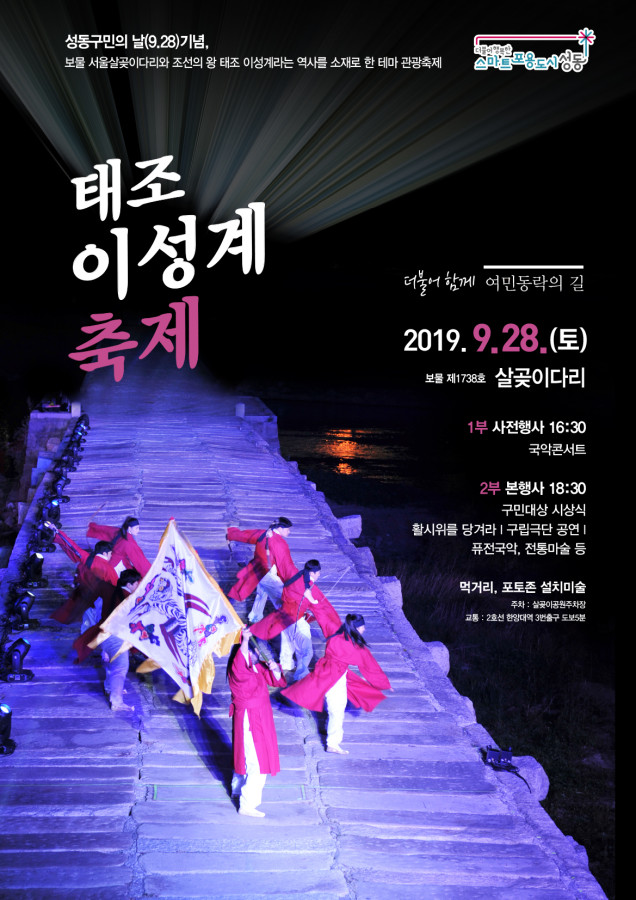 성동구민의 날(9.28)기념,
보물 서울살곶이다리와 조선의 왕 태조 이성계라는 역사를 소재로 한 테마 관광축제
더불어 행복한
스마트포용도시성동
태조
이성계
축제
더불어 함께 여민동락의 길
2019. 9.28.(토)
보물 제1738호 살곶이다리
1부 사전행사 16:30
국악콘서트
2부 본행사 18:30
구민대상 시상식
활시위를 당겨라 | 구립극단 공연 |
퓨전국악, 전통마술 등
먹거리, 포토존 설치미술
주차 : 살곶이공원주차장
교통 : 2호선 한양대역 3번출구 도보5분